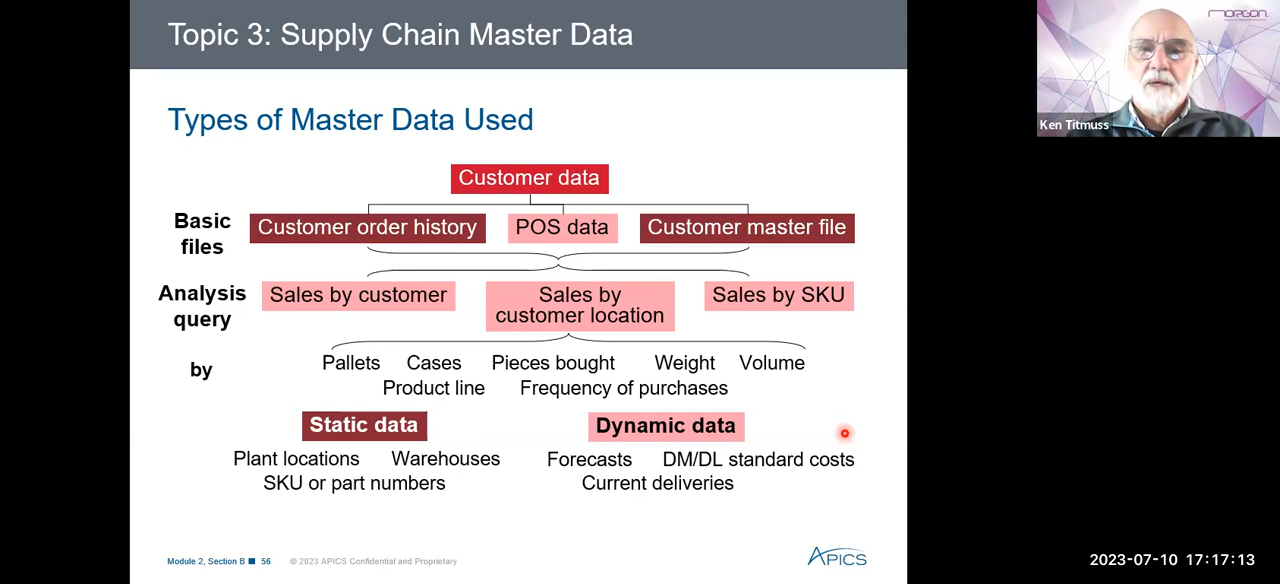 Topic 3: Supply Chain Master Data
Types of Master Data Used
Customer data
Basic
files
Customer order history
POS data
Customer master file
Analysis
query
Sales by customer
Sales by
customer location
Sales by SKU
by
Pallets Cases Pieces bought Weight Volume
Product line Frequency of purchases
Static data
Dynamic data
Plant locations Warehouses
SKU or part numbers
Forecasts DM/DL standard costs
Current deliveries
Module 2, Section B 56 © 2023 APICS Confidential and Proprietary
APICS
morgan
Ken Titmuss
2023-07-10 17:17:13